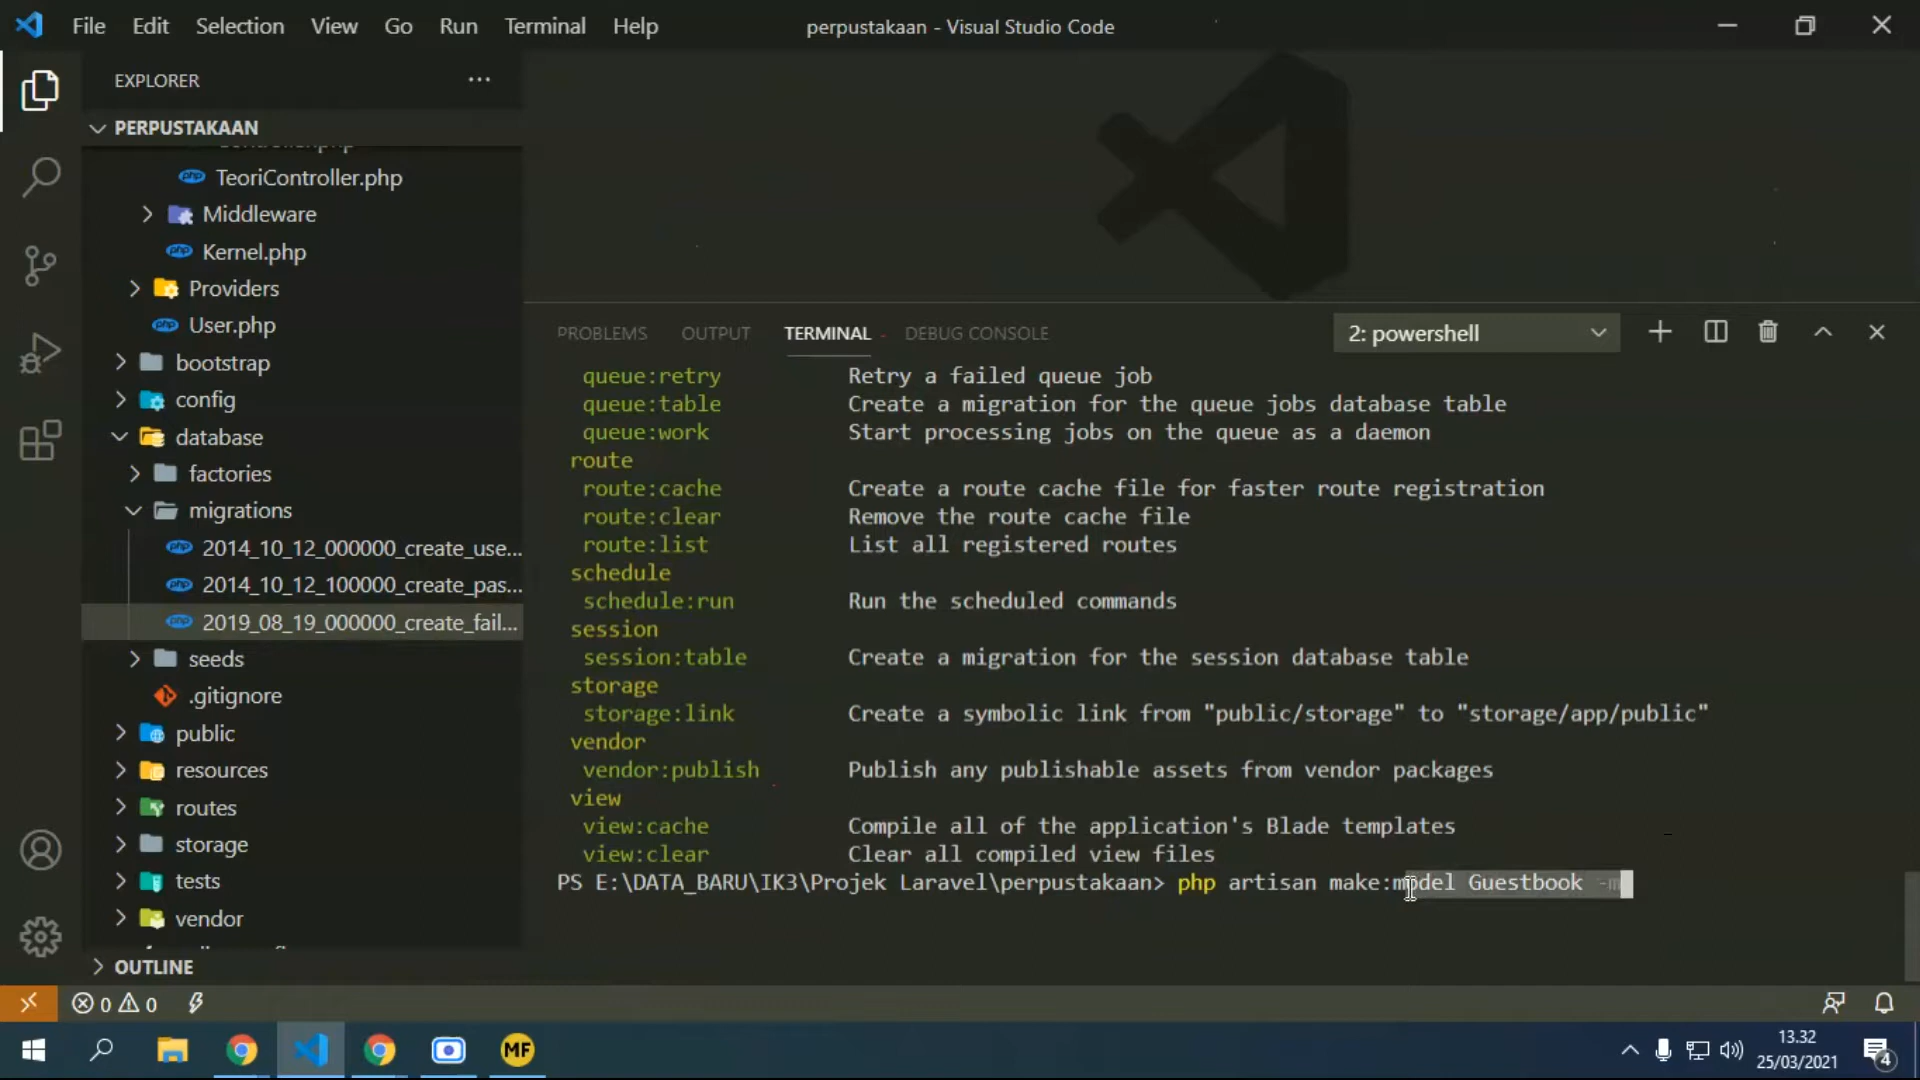 File Edit Selection View Go Run Terminal Help
perpustakaan - Visual Studio Code
EXPLORER
PERPUSTAKAAN
TeoriController.php
Middleware
Kernel.php
Providers
User.php
bootstrap
config
database
factories
migrations
2014_10_12_000000_create_use...
2014_10_12_100000_create_pas...
2019_08_19_000000_create_fail...
seeds
.gitignore
public
resources
routes
storage
tests
vendor
OUTLINE
PROBLEMS OUTPUT TERMINAL DEBUG CONSOLE
2: powershell
queue:retry Retry a failed queue job
queue:table Create a migration for the queue jobs database table
queue:work Start processing jobs on the queue as a daemon
route
route:cache Create a route cache file for faster route registration
route:clear Remove the route cache file
route:list List all registered routes
schedule
schedule:run Run the scheduled commands
session
session:table Create a migration for the session database table
storage
storage:link Create a symbolic link from "public/storage" to "storage/app/public"
vendor
vendor:publish Publish any publishable assets from vendor packages
view
view:cache Compile all of the application's Blade templates
view:clear Clear all compiled view files
PS E:\DATA_BARU\IK3\Projek Laravel\perpustakaan> php artisan make:model Guestbook -m
0 0
MF
13.32
25/03/2021
4